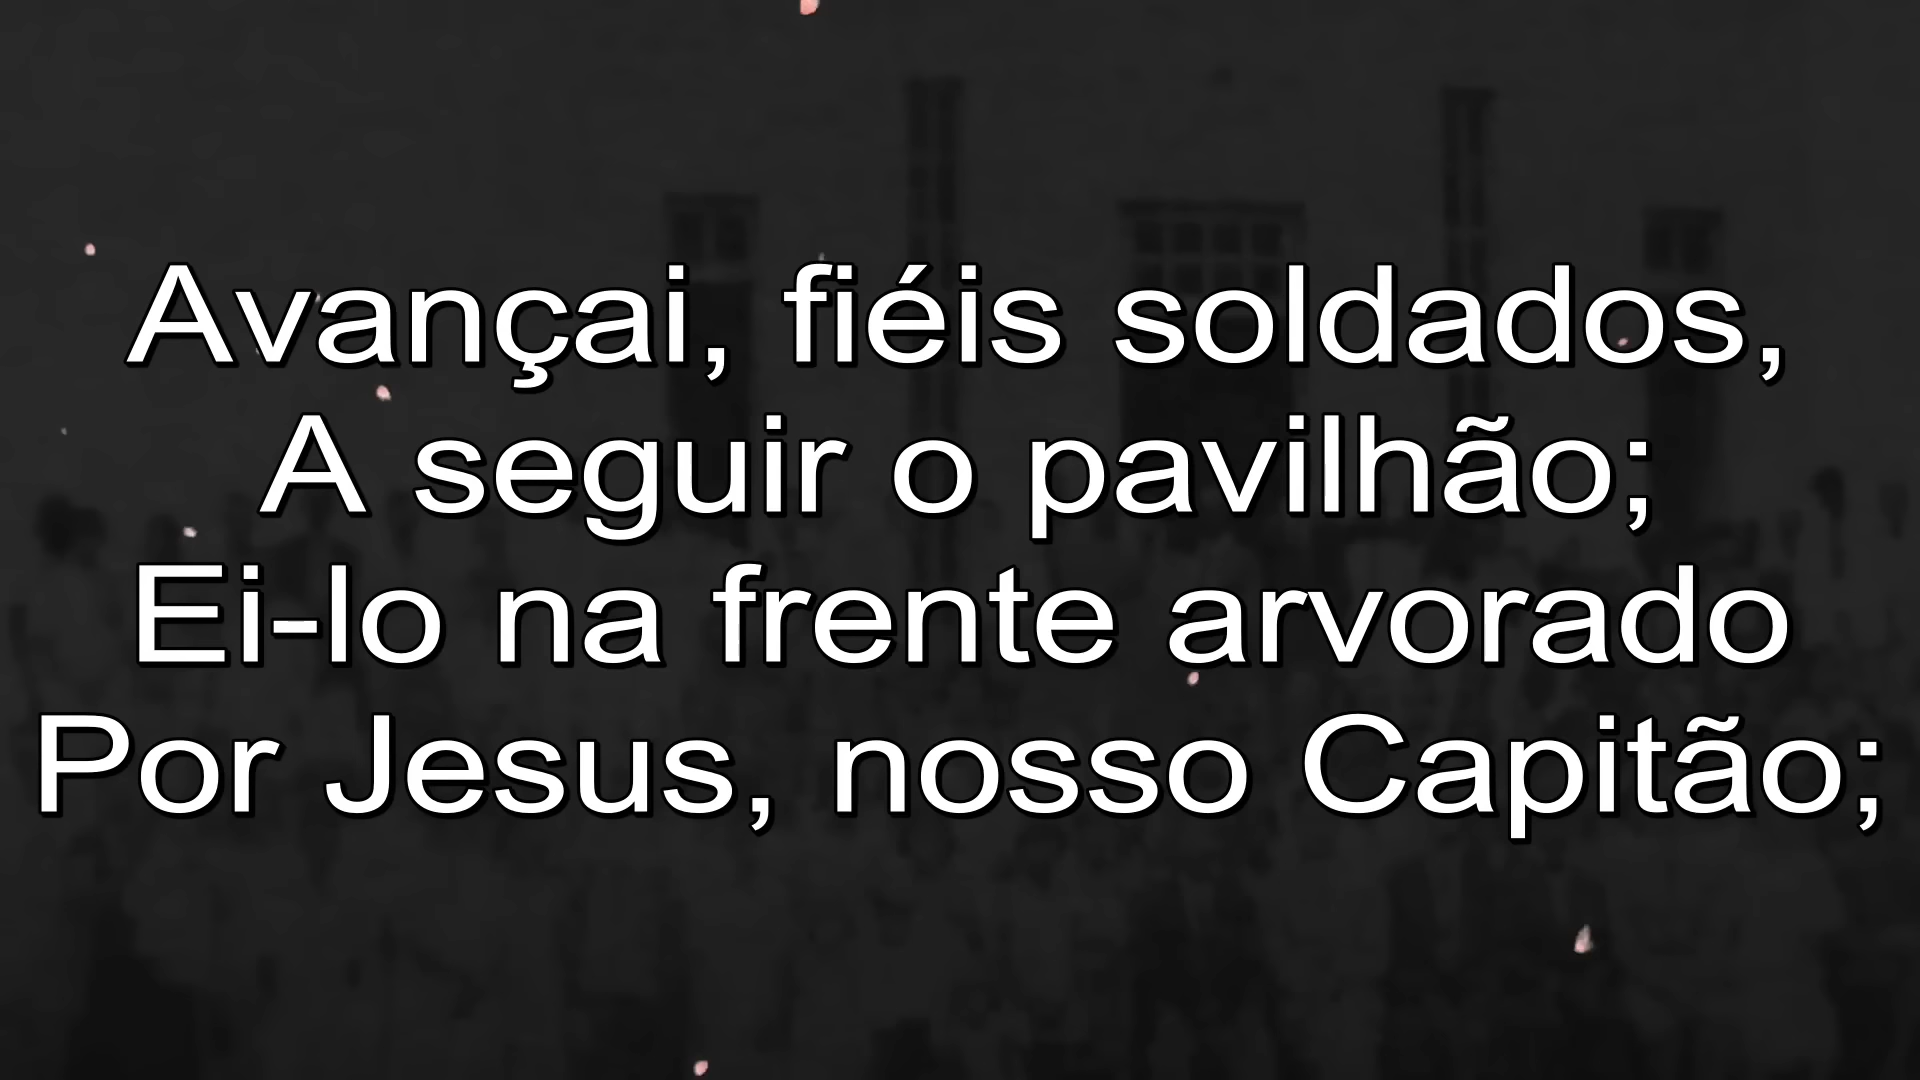 Avançai, fiéis soldados,
A seguir o pavilhão;
Ei-lo na frente arvorado
Por Jesus, nosso Capitão;